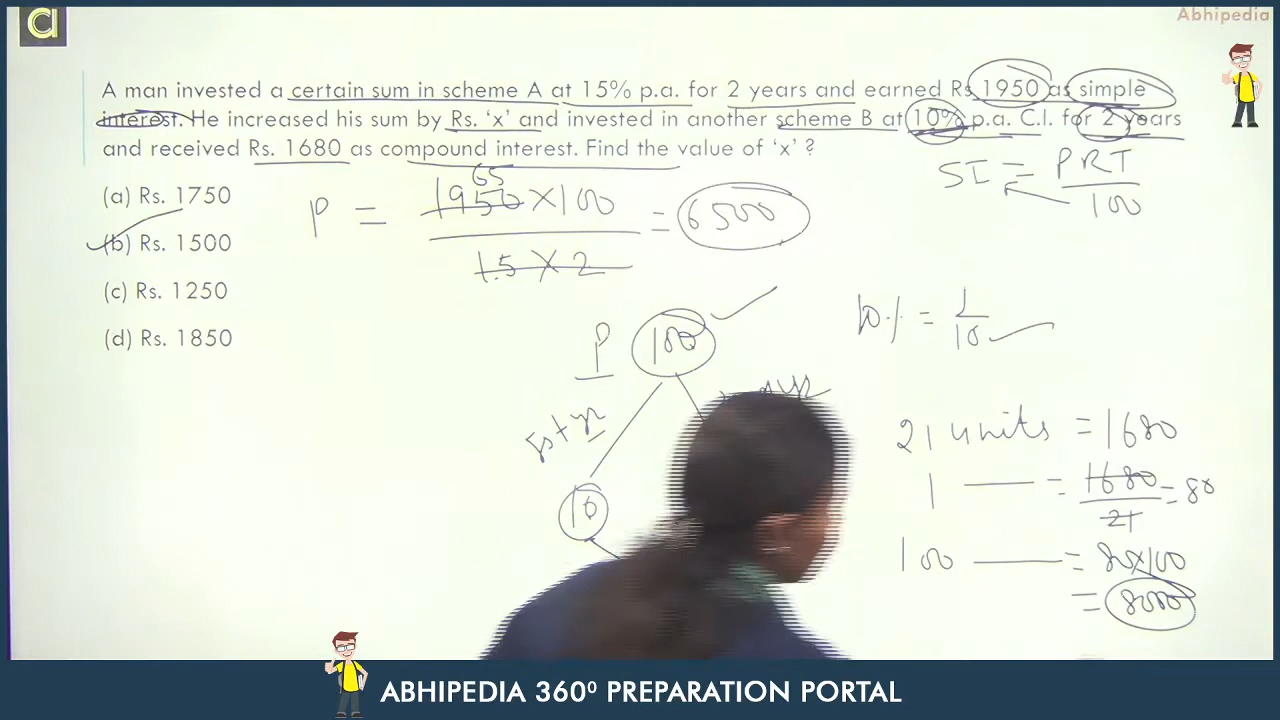 a
Abhipedia
A man invested a certain sum in scheme A at 15% p.a. for 2 years and earned Rs 1950 as simple
interest. He increased his sum by Rs. 'x' and invested in another scheme B at 10% p.a. C.I. for 2 years
and received Rs. 1680 as compound interest. Find the value of 'x' ?
(a) Rs. 1750
(b) Rs. 1500
(c) Rs. 1250
(d) Rs. 1850
SI = PRT
100
65
P = 1950 × 100 = 6500
15 × 2
10% = 1
10
P 100
1st yr
yr
10
21 units = 1680
1 —— = 1680 = 80
21
100 —— = 80×100
= 8000
ABHIPEDIA 360⁰ PREPARATION PORTAL